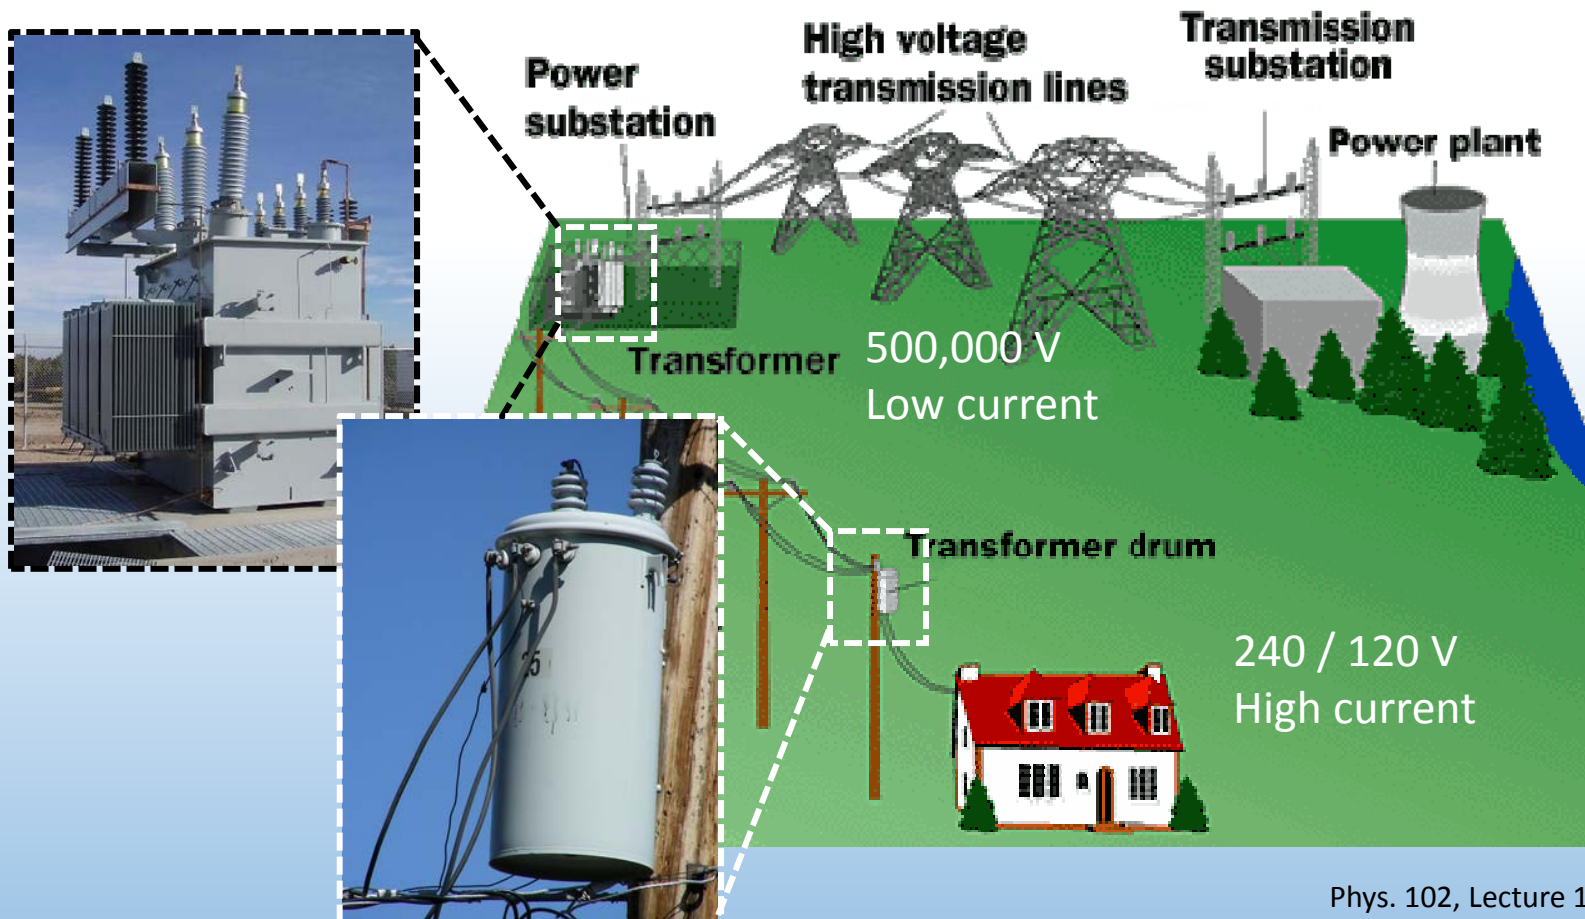 Power
substation
High voltage
transmission lines
Transmission
substation
Power plant
Transformer
500,000 V
Low current
Transformer drum
240 / 120 V
High current
Phys. 102, Lecture 1